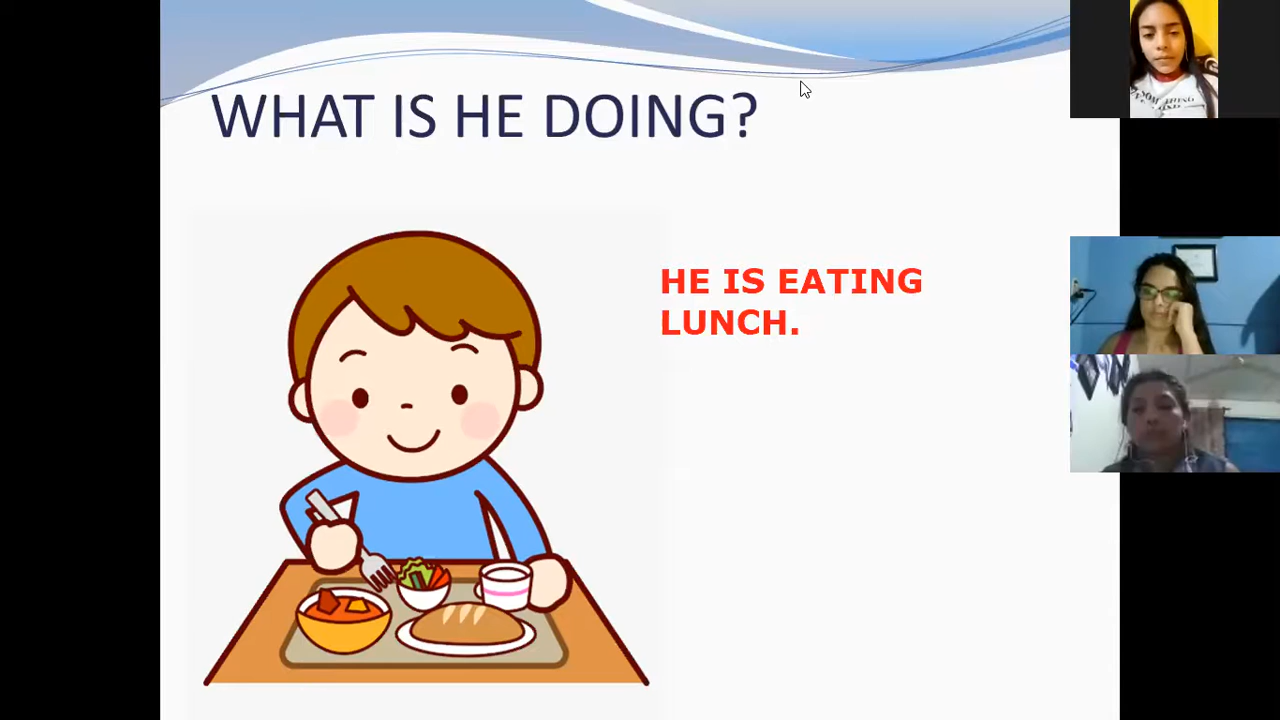 WHAT IS HE DOING?
HE IS EATING
LUNCH.